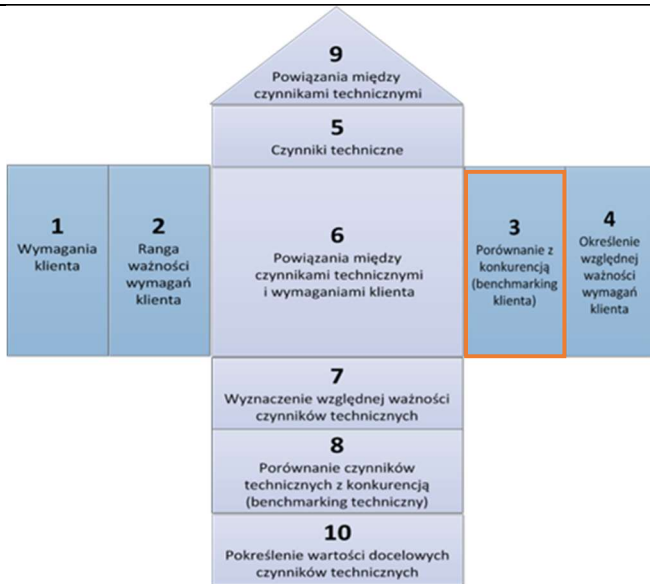 9
Powiązania między
czynnikami technicznymi
5
Czynniki techniczne
1
Wymagania
klienta
2
Ranga
ważności
wymagań
klienta
6
Powiązania między
czynnikami technicznymi
i wymaganiami klienta
3
Porównanie z
konkurencją
(benchmarking
klienta)
4
Określenie
względnej
ważności
wymagań
klienta
7
Wyznaczenie względnej ważności
czynników technicznych
8
Porównanie czynników
technicznych z konkurencją
(benchmarking techniczny)
10
Pokreślenie wartości docelowych
czynników technicznych